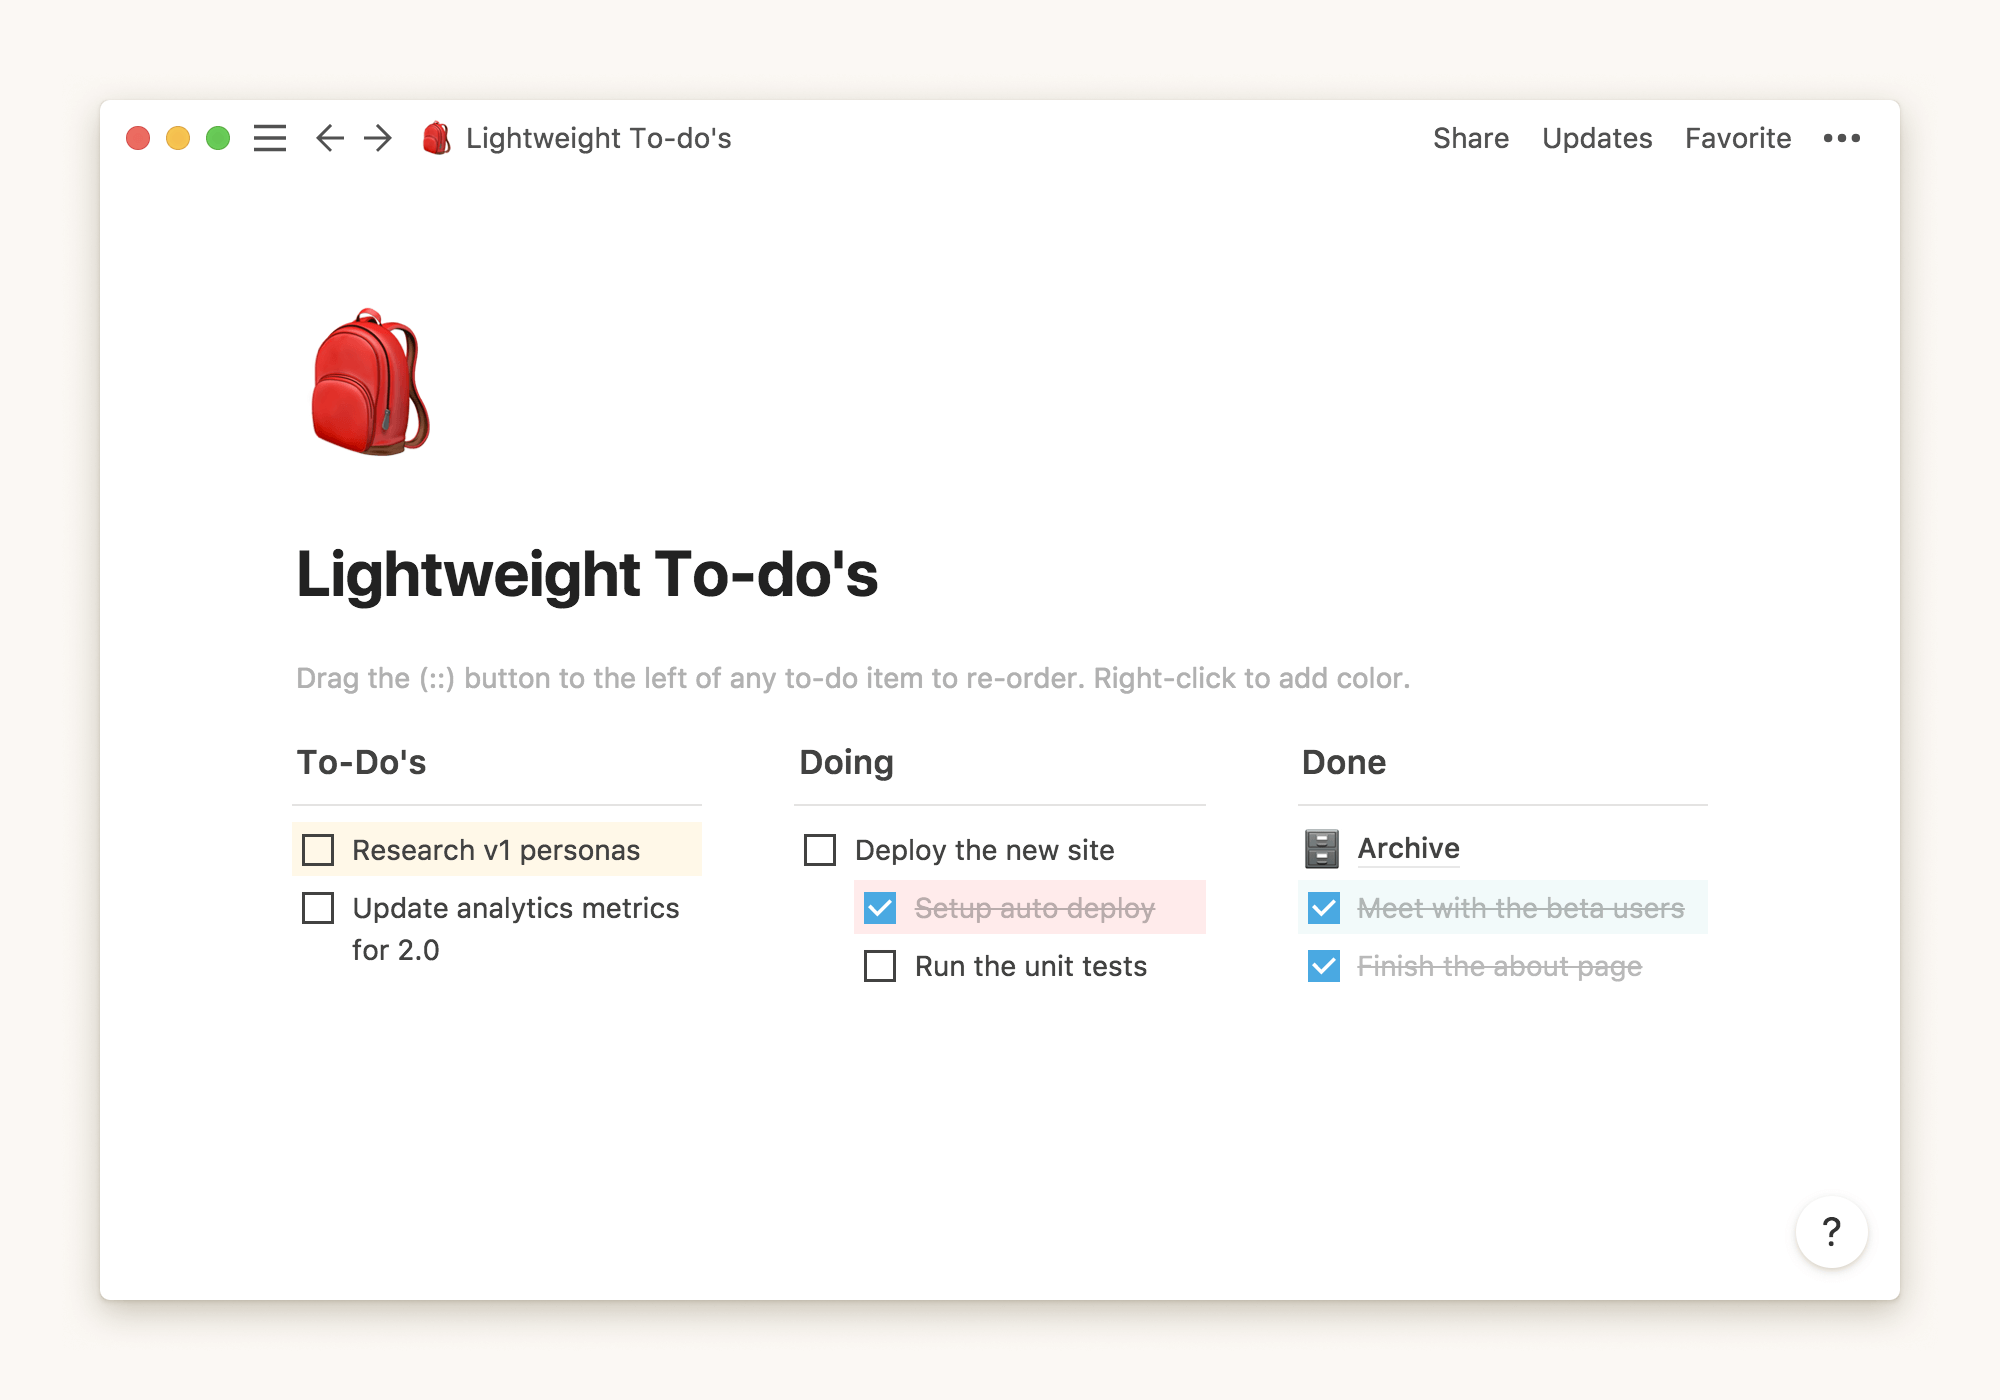 Lightweight To-do's
Share Updates Favorite
Lightweight To-do's
Drag the (::) button to the left of any to-do item to re-order. Right-click to add color.
To-Do's
Research v1 personas
Update analytics metrics
for 2.0
Doing
Deploy the new site
Setup auto deploy
Run the unit tests
Done
Archive
Meet with the beta users
Finish the about page
?